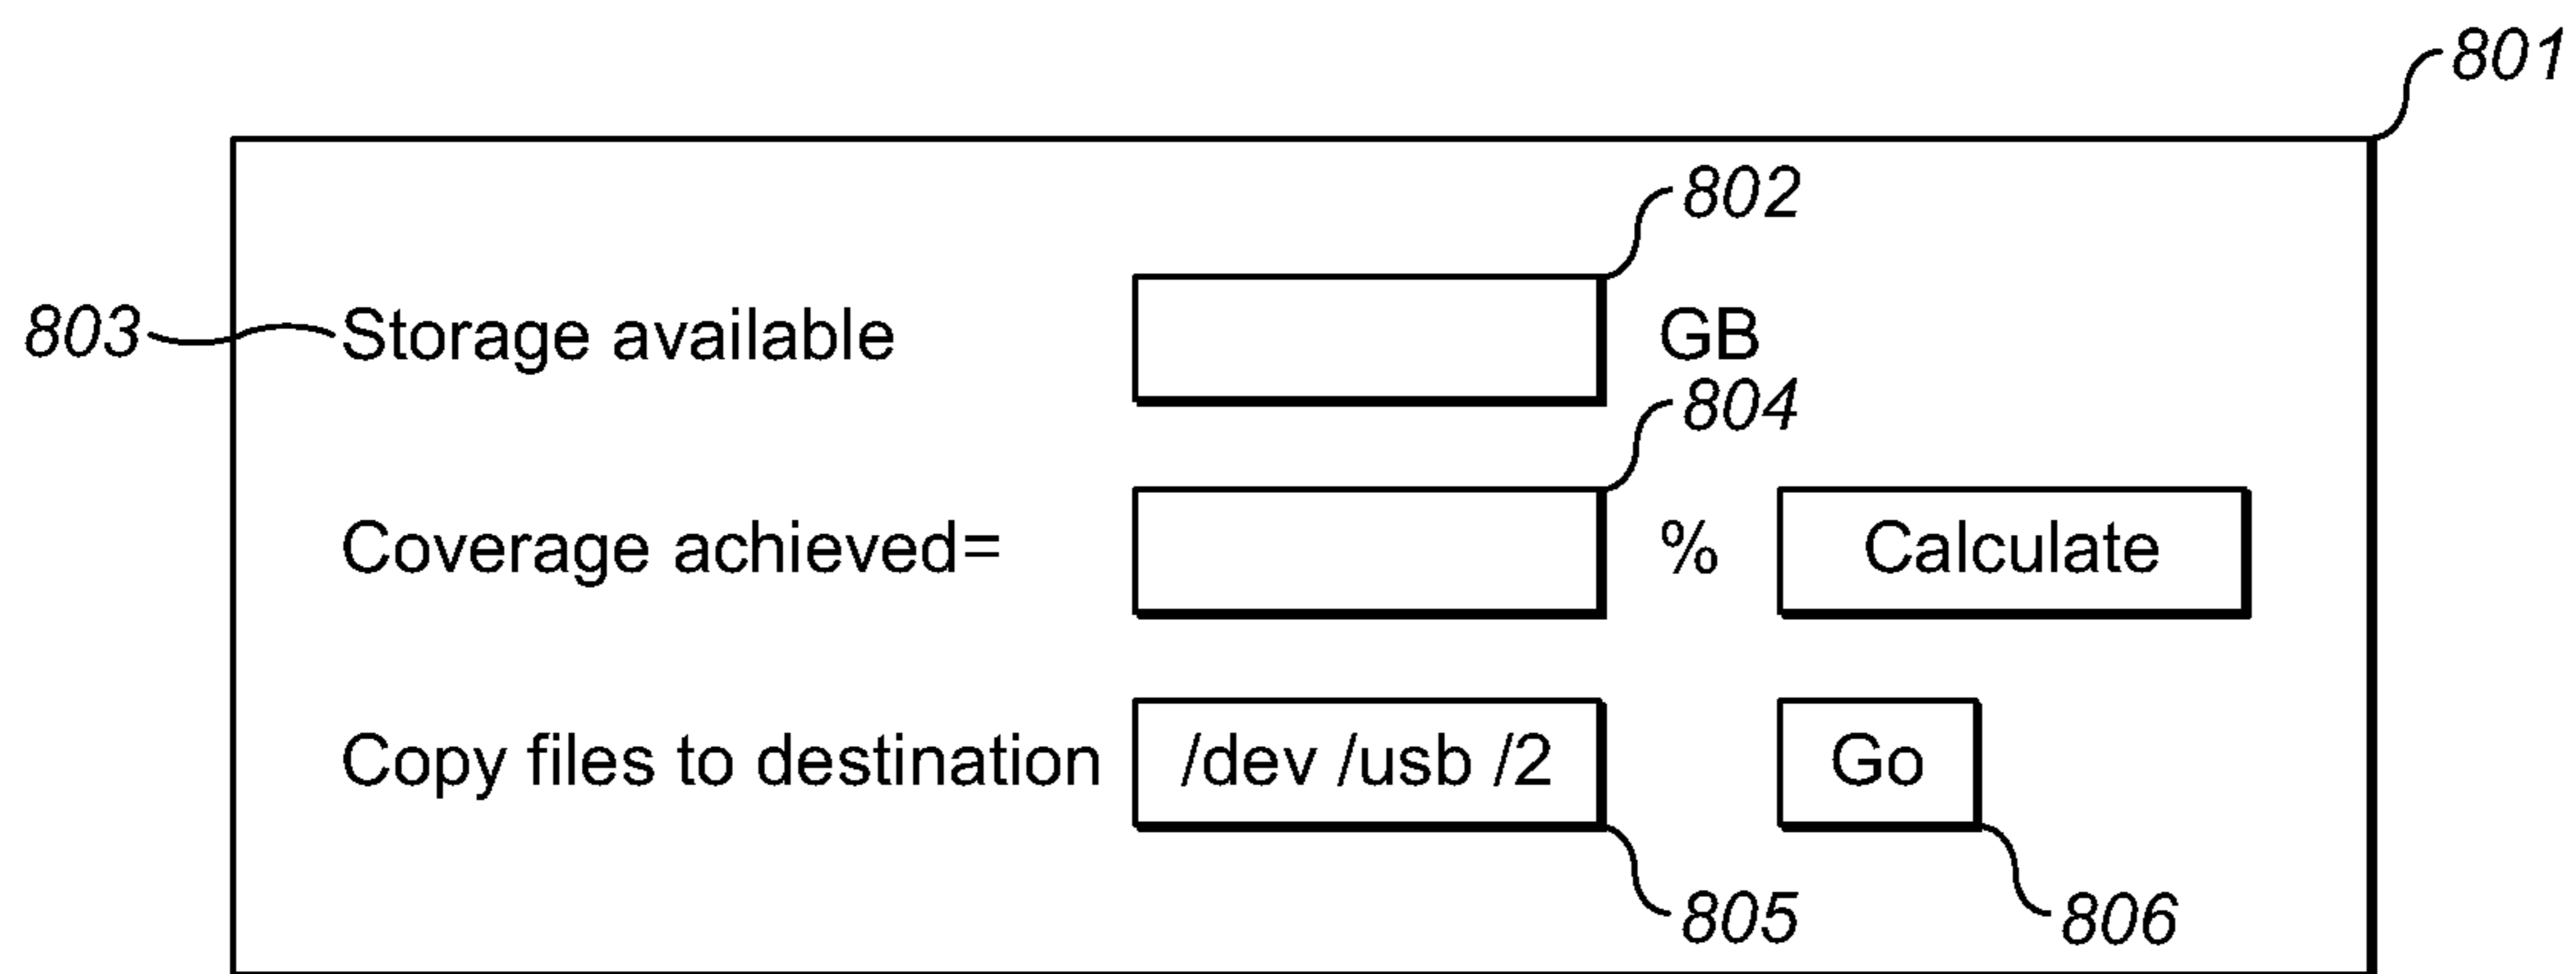 801
802
803 Storage available GB
804
Coverage achieved= % Calculate
Copy files to destination /dev /usb /2 Go
805 806